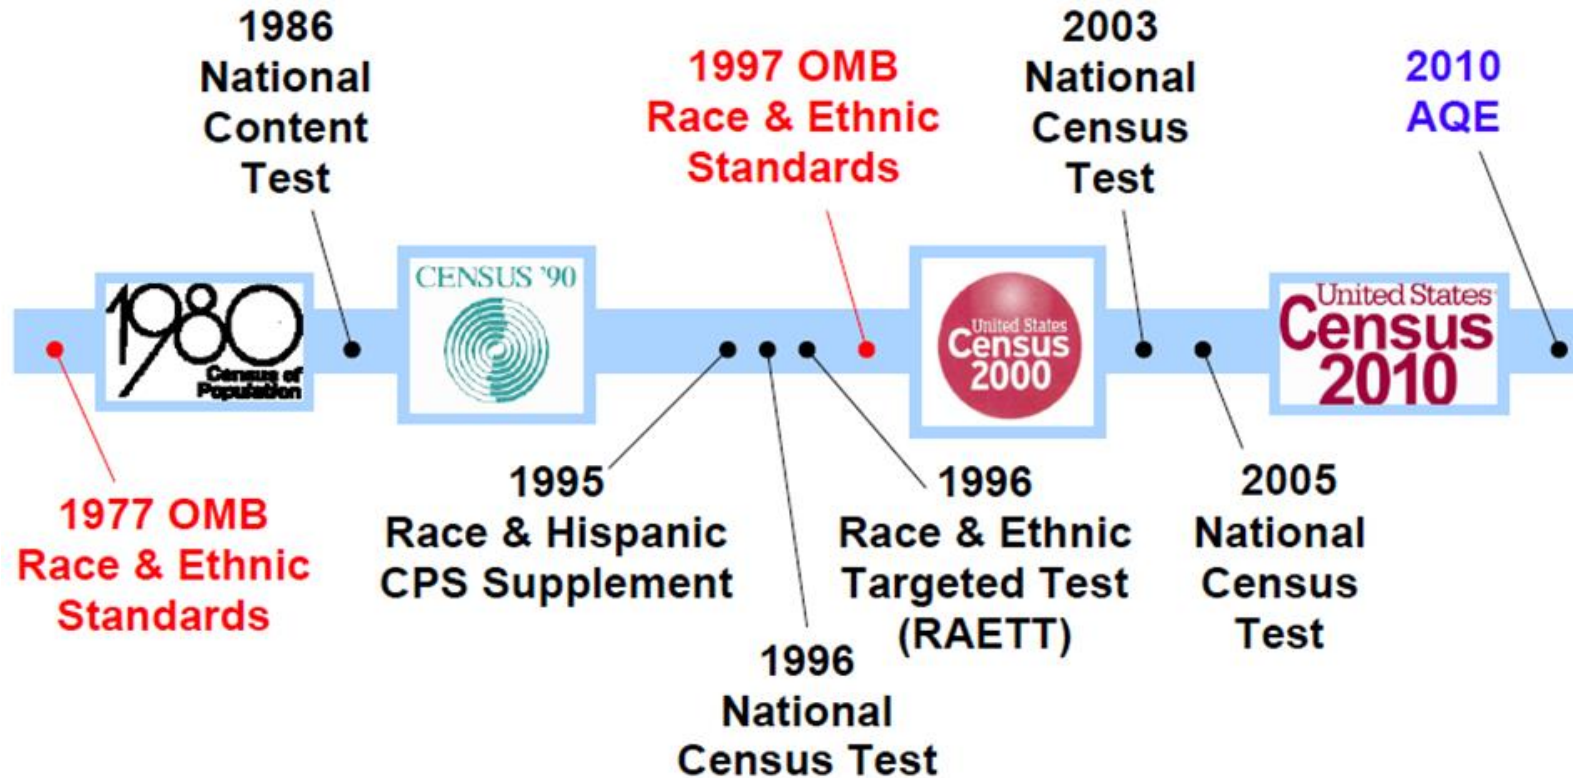 1986
National
Content
Test
1997 OMB
Race & Ethnic
Standards
2003
National
Census
Test
2010
AQE
1980
Census of
Population
CENSUS '90
United States
Census
2000
United States
Census
2010
1977 OMB
Race & Ethnic
Standards
1995
Race & Hispanic
CPS Supplement
1996
National
Census Test
1996
Race & Ethnic
Targeted Test
(RAETT)
2005
National
Census
Test